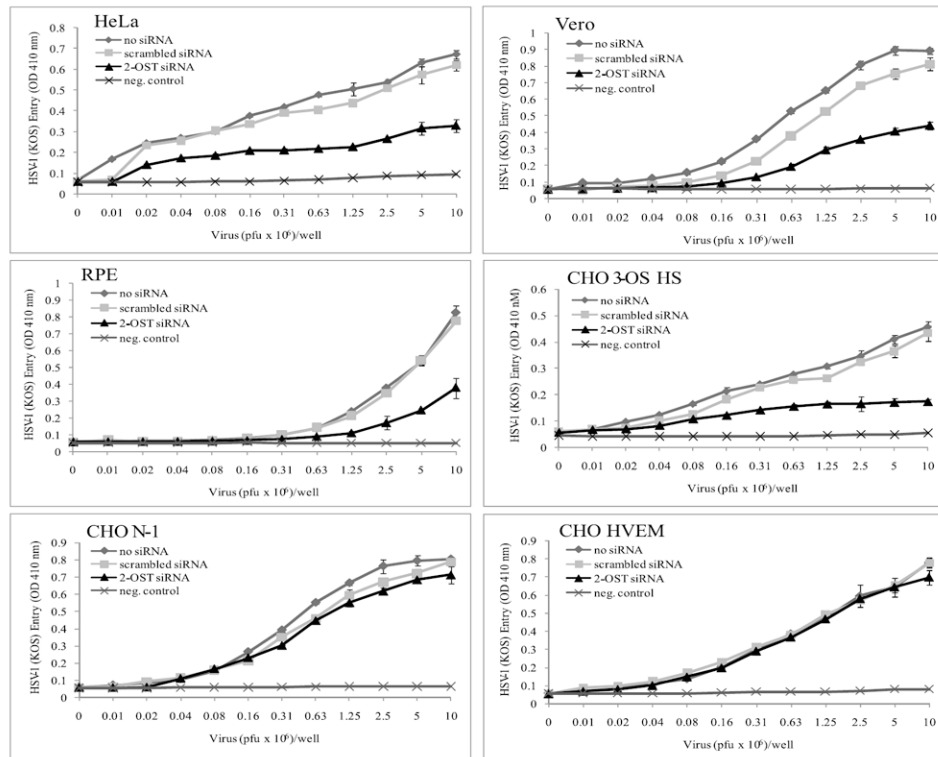 HeLa
no siRNA
scrambled siRNA
2-OST siRNA
neg. control
HSV-1 (KOS) Entry (OD 410 nm)
0.8
0.7
0.6
0.5
0.4
0.3
0.2
0.1
0
0 0.01 0.02 0.04 0.08 0.16 0.31 0.63 1.25 2.5 5 10
Virus (pfu x 10⁶)/well
Vero
no siRNA
scrambled siRNA
2-OST siRNA
neg. control
HSV-1 (KOS) Entry (OD 410 nm)
1
0.9
0.8
0.7
0.6
0.5
0.4
0.3
0.2
0.1
0
0 0.01 0.02 0.04 0.08 0.16 0.31 0.63 1.25 2.5 5 10
Virus (pfu x 10⁶)/well
RPE
no siRNA
scrambled siRNA
2-OST siRNA
neg. control
HSV-1 (KOS) Entry (OD 410 nm)
1
0.9
0.8
0.7
0.6
0.5
0.4
0.3
0.2
0.1
0
0 0.01 0.02 0.04 0.08 0.16 0.31 0.63 1.25 2.5 5 10
Virus (pfu x 10⁶)/well
CHO 3-OS HS
no siRNA
scrambled siRNA
2-OST siRNA
neg. control
HSV-1 (KOS) Entry (OD 410 nM)
0.6
0.5
0.4
0.3
0.2
0.1
0
0 0.01 0.02 0.04 0.08 0.16 0.31 0.63 1.25 2.5 5 10
Virus (pfu x 10⁶)/well
CHO N-1
no siRNA
scrambled siRNA
2-OST siRNA
neg. control
HSV-1 (KOS) Entry (OD 410 nm)
0.9
0.8
0.7
0.6
0.5
0.4
0.3
0.2
0.1
0
0 0.01 0.02 0.04 0.08 0.16 0.31 0.63 1.25 2.5 5 10
Virus (pfu x 10⁶)/well
CHO HVEM
no siRNA
scrambled siRNA
2-OST siRNA
neg. control
HSV-1 (KOS) Entry (OD 410 nm)
0.9
0.8
0.7
0.6
0.5
0.4
0.3
0.2
0.1
0
0 0.01 0.02 0.04 0.08 0.16 0.31 0.63 1.25 2.5 5 10
Virus (pfu x 10⁶)/well